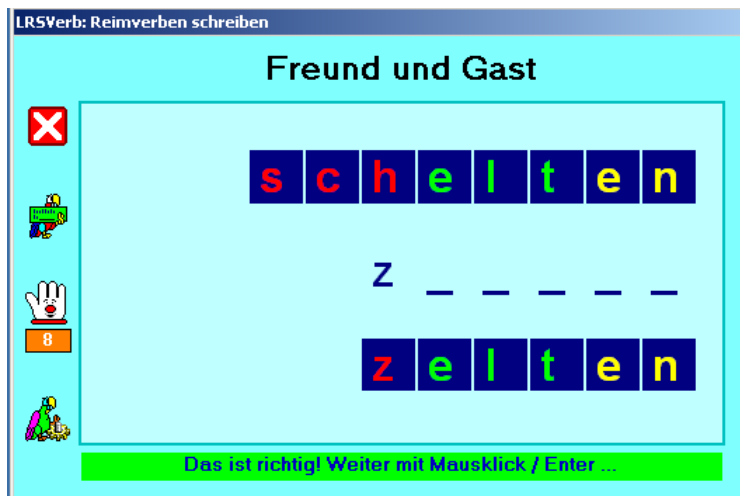 LRSVerb: Reimverben schreiben
Freund und Gast
schelten
z _ _ _ _ _
8
zelten
Das ist richtig! Weiter mit Mausklick / Enter ...